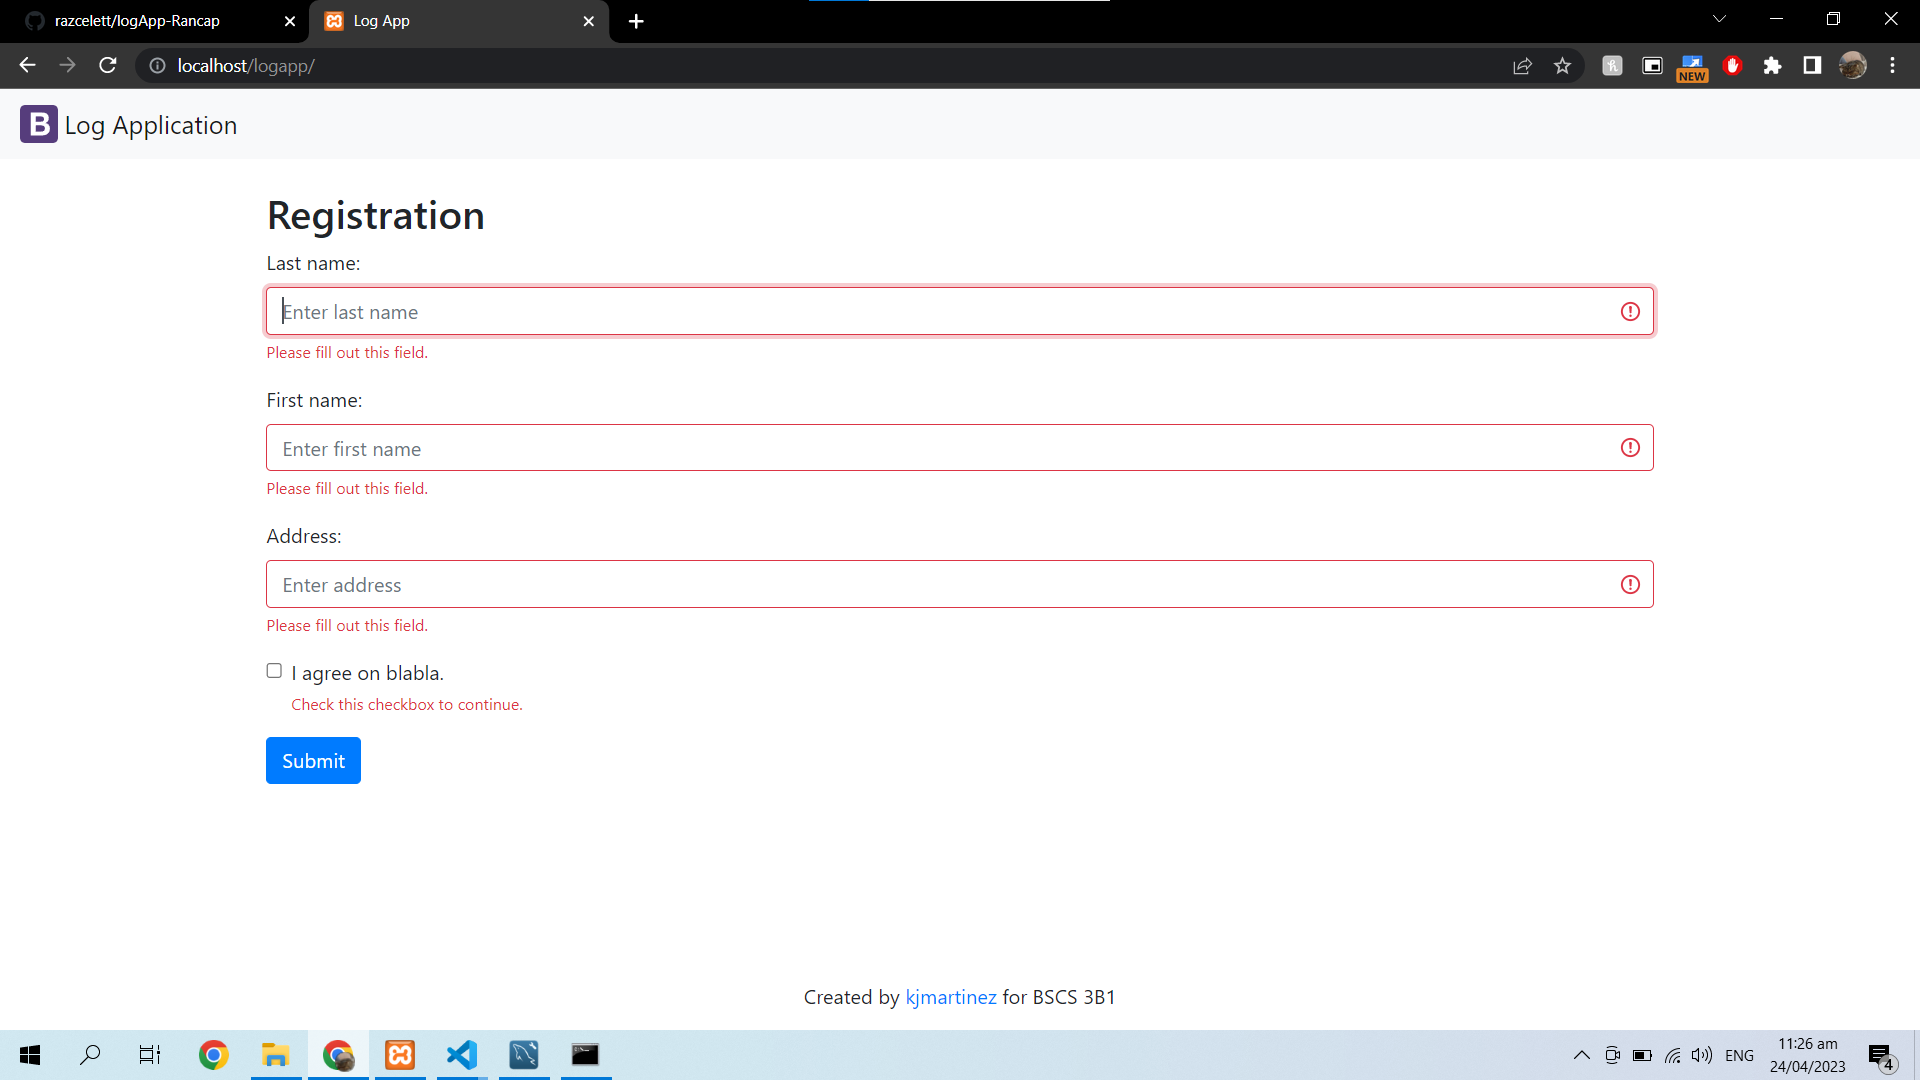 razcelett/logApp-Rancap
Log App
localhost/logapp/
NEW
B Log Application
Registration
Last name:
Enter last name
Please fill out this field.
First name:
Enter first name
Please fill out this field.
Address:
Enter address
Please fill out this field.
I agree on blabla.
Check this checkbox to continue.
Submit
Created by kjmartinez for BSCS 3B1
ENG
11:26 am
24/04/2023
4